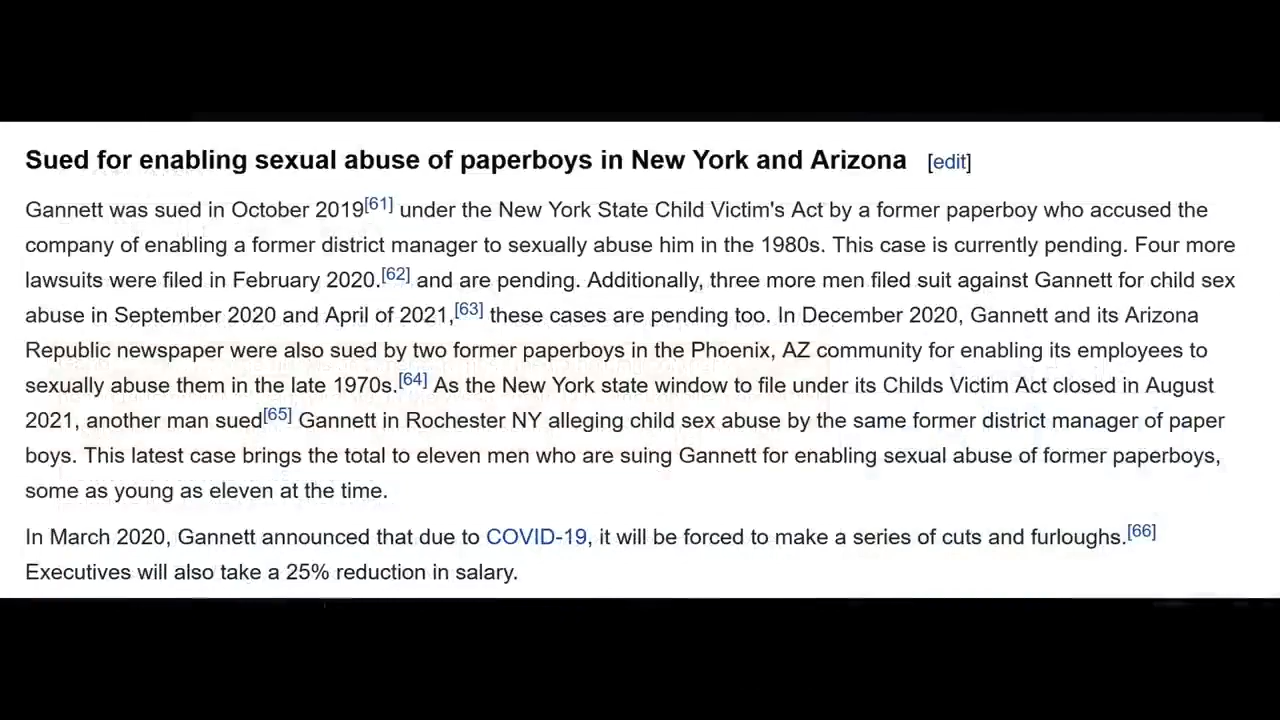 Sued for enabling sexual abuse of paperboys in New York and Arizona [edit]
Gannett was sued in October 2019[61] under the New York State Child Victim's Act by a former paperboy who accused the
company of enabling a former district manager to sexually abuse him in the 1980s. This case is currently pending. Four more
lawsuits were filed in February 2020.[62] and are pending. Additionally, three more men filed suit against Gannett for child sex
abuse in September 2020 and April of 2021,[63] these cases are pending too. In December 2020, Gannett and its Arizona
Republic newspaper were also sued by two former paperboys in the Phoenix, AZ community for enabling its employees to
sexually abuse them in the late 1970s.[64] As the New York state window to file under its Childs Victim Act closed in August
2021, another man sued[65] Gannett in Rochester NY alleging child sex abuse by the same former district manager of paper
boys. This latest case brings the total to eleven men who are suing Gannett for enabling sexual abuse of former paperboys,
some as young as eleven at the time.
In March 2020, Gannett announced that due to COVID-19, it will be forced to make a series of cuts and furloughs.[66]
Executives will also take a 25% reduction in salary.